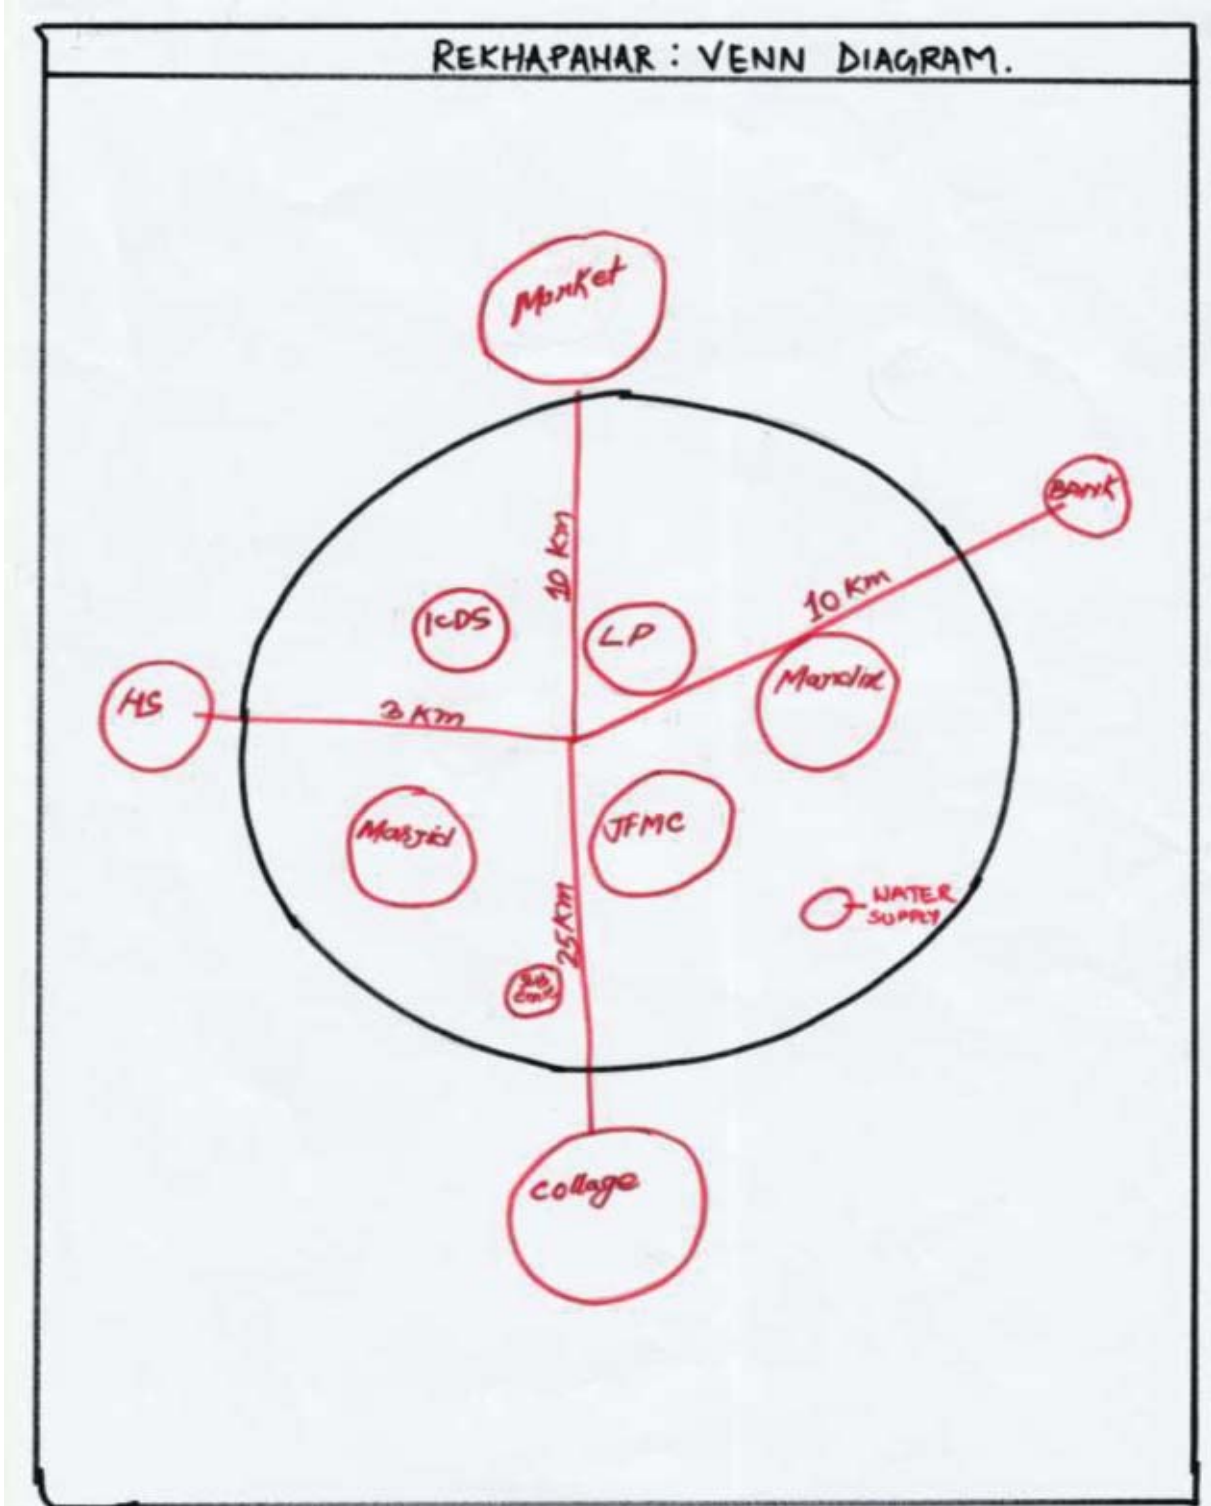 REKHAPAHAR : VENN DIAGRAM.
Market
BANK
10 Km
10 Km
ICDS
LP
Mandir
HS
3 Km
Masjid
JFMC
WATER
SUPPLY
25 Km
Collage